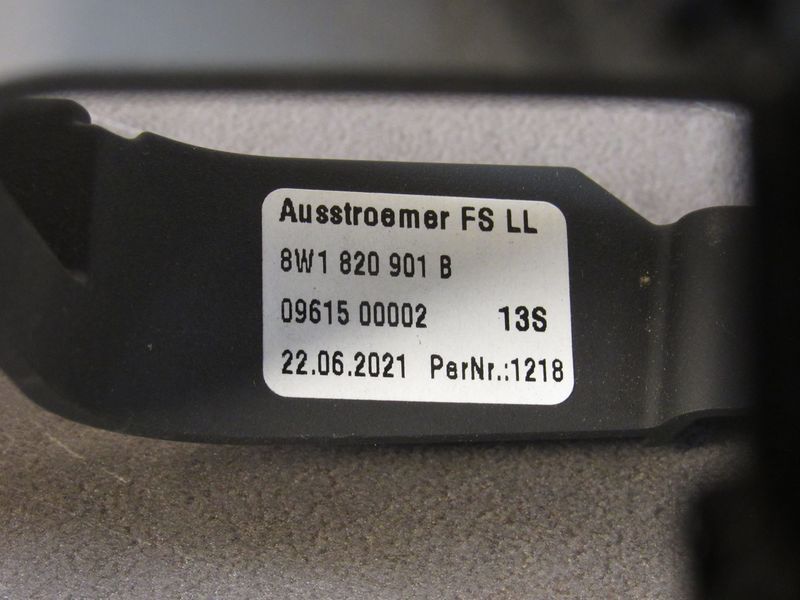 Ausstroemer FS LL
8W1 820 901 B
09615 00002 13S
22.06.2021 PerNr.:1218